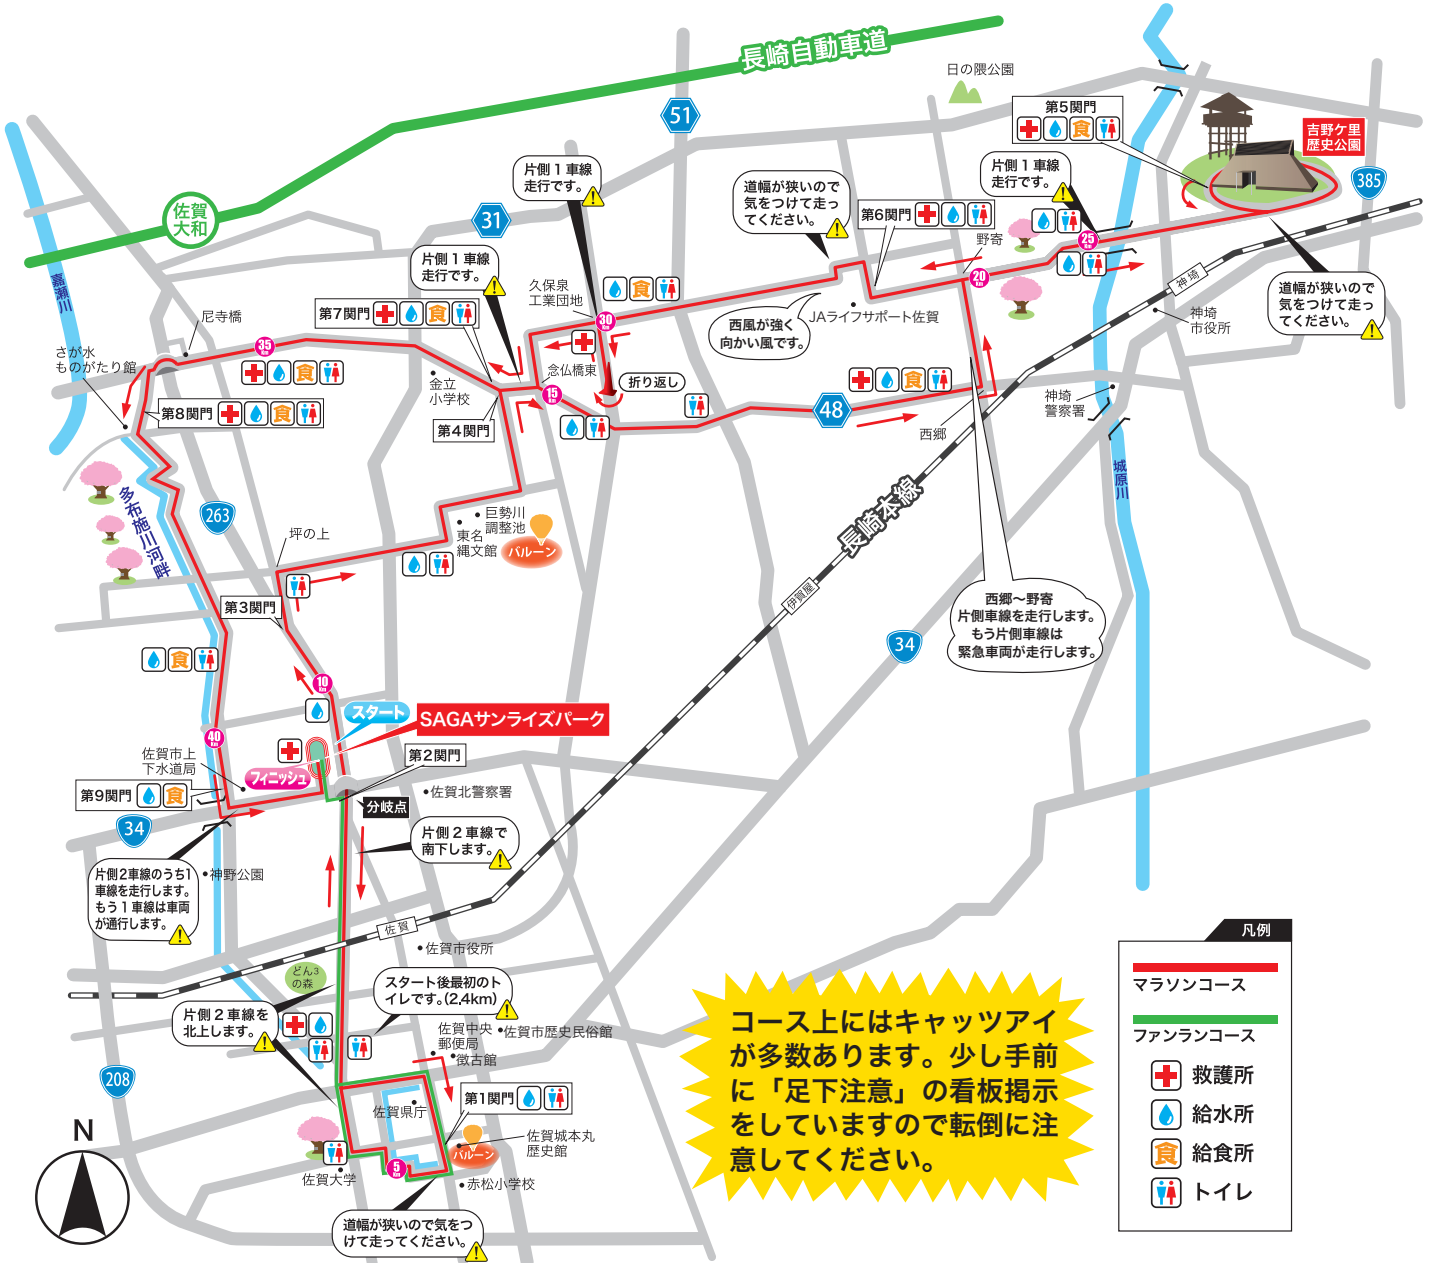 長崎自動車道
日の隈公園
51
第5関門
食
吉野ケ里
歴史公園
385
片側1車線
走行です。
片側1車線
走行です。
道幅が狭いので
気をつけて走っ
てください。
佐賀
大和
31
第6関門
野寄
25
Km
20
Km
片側1車線
走行です。
久保泉
工業団地
食
嘉瀬川
神埼
神埼
市役所
道幅が狭いので
気をつけて走っ
てください。
西風が強く
向かい風です。
JAライフサポート佐賀
第7関門
食
尼寺橋
30
Km
35
Km
さが水
ものがたり館
食
金立
小学校
念仏橋東
折り返し
15
Km
食
48
神埼
警察署
西郷
第8関門
食
第4関門
城原川
長崎本線
多布施川河畔
263
坪の上
巨勢川
調整池
東名
縄文館
バルーン
伊賀屋
第3関門
西郷〜野寄
片側車線を走行します。
もう片側車線は
緊急車両が走行します。
34
食
10
Km
スタート
SAGAサンライズパーク
40
Km
佐賀市上
下水道局
フィニッシュ
第2関門
第9関門
食
佐賀北警察署
分岐点
34
片側2車線で
南下します。
片側2車線のうち1
車線を走行します。
もう1車線は車両
が通行します。
神野公園
佐賀
佐賀市役所
どん3
の森
スタート後最初のト
イレです。(2.4km)
片側2車線を
北上します。
佐賀中央
郵便局
佐賀市歴史民俗館
徴古館
208
第1関門
佐賀県庁
N
佐賀城本丸
歴史館
バルーン
5
Km
佐賀大学
赤松小学校
道幅が狭いので気をつ
けて走ってください。
コース上にはキャッツアイ
が多数あります。少し手前
に「足下注意」の看板掲示
をしていますので転倒に注
意してください。
凡例
マラソンコース
ファンランコース
救護所
給水所
食 給食所
トイレ